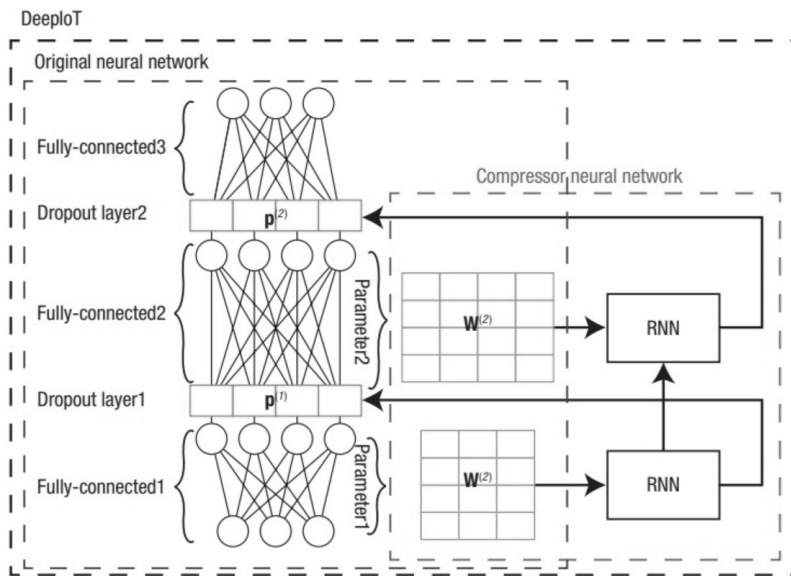 DeepIoT
Original neural network
Fully-connected3
Compressor neural network
Dropout layer2
p(2)
Fully-connected2
Parameter2
W(2)
RNN
Dropout layer1
p(1)
Fully-connected1
Parameter1
W(2)
RNN